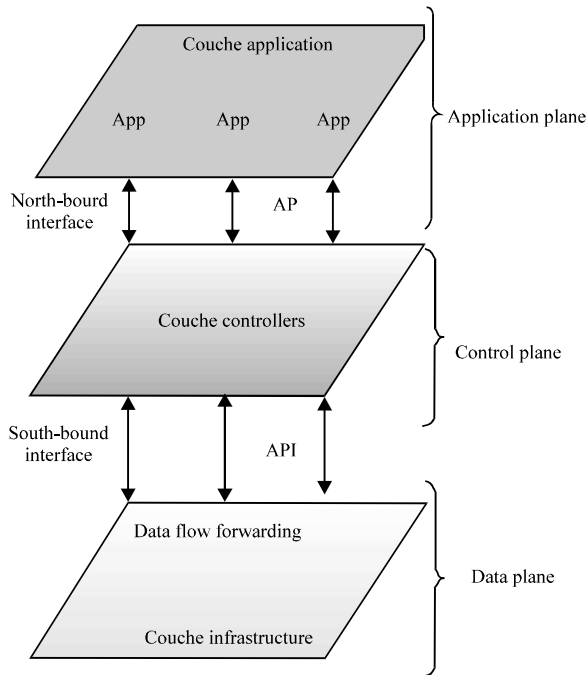 Couche application
App App App
Application plane
North-bourd
interface
AP
Couche controllers
Control plane
South-bound
interface
API
Data flow forwarding
Data plane
Couche infrastructure